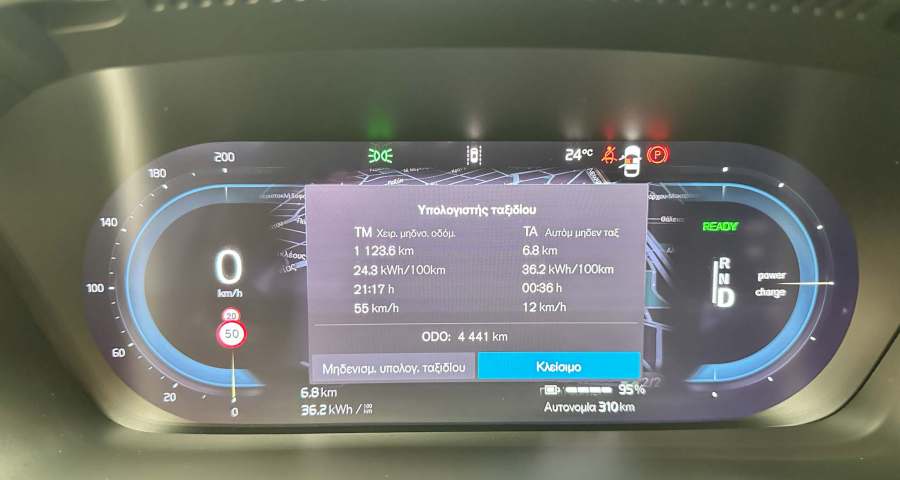 200
180
140
100
60
20
0
24°C
P
0
km/h
20
50
Υπολογιστής ταξιδίου
TM Χειρ. μηδνσ. οδόμ.
TA Αυτόμ μηδεν ταξ
1 123.6 km
6.8 km
24.3 kWh/100km
36.2 kWh/100km
21:17 h
00:36 h
55 km/h
12 km/h
ODO: 4 441 km
Μηδενισμ. υπολογ. ταξιδίου
Κλείσιμο
READY
R
N
D
power
charge
6.8 km
36.2 kWh/100km
95%
Αυτονομία 310km